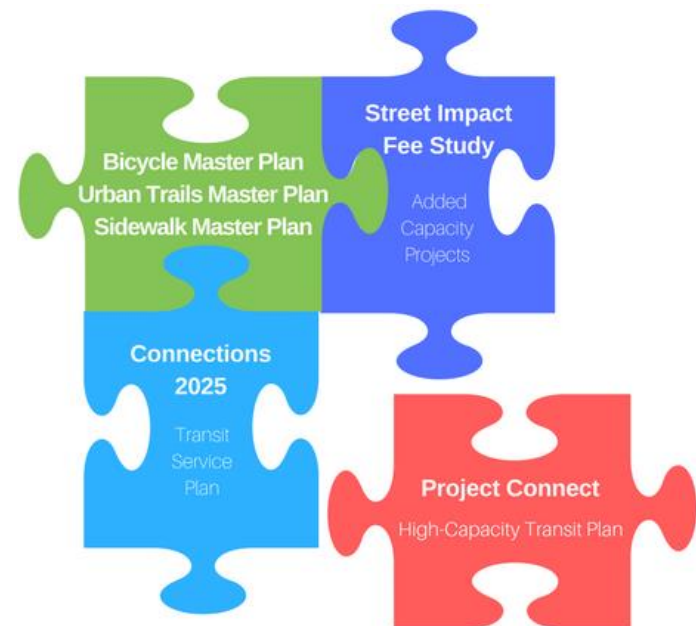 Bicycle Master Plan
Urban Trails Master Plan
Sidewalk Master Plan
Street Impact
Fee Study
Added
Capacity
Projects
Connections
2025
Transit
Service
Plan
Project Connect
High-Capacity Transit Plan